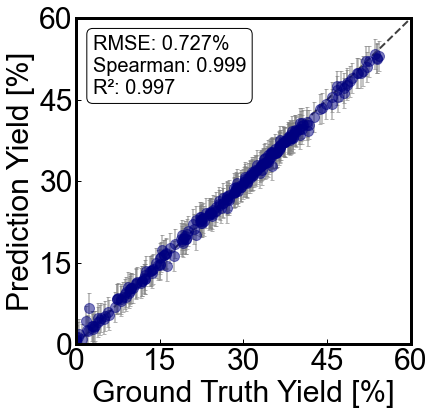 RMSE: 0.727%
Spearman: 0.999
R²: 0.997
Prediction Yield [%]
60
45
30
15
0
0 15 30 45 60
Ground Truth Yield [%]